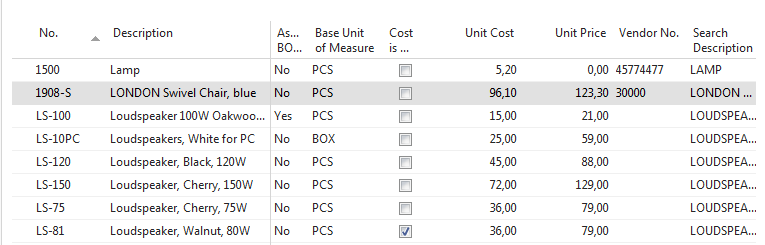 No. Description As... BO... Base Unit of Measure Cost is ... Unit Cost Unit Price Vendor No. Search Description
1500 Lamp No PCS 5,20 0,00 45774477 LAMP
1908-S LONDON Swivel Chair, blue No PCS 96,10 123,30 30000 LONDON ...
LS-100 Loudspeaker 100W Oakwoo... Yes PCS 15,00 21,00 LOUDSPEA...
LS-10PC Loudspeakers, White for PC No BOX 25,00 59,00 LOUDSPEA...
LS-120 Loudspeaker, Black, 120W No PCS 45,00 88,00 LOUDSPEA...
LS-150 Loudspeaker, Cherry, 150W No PCS 72,00 129,00 LOUDSPEA...
LS-75 Loudspeaker, Cherry, 75W No PCS 36,00 79,00 LOUDSPEA...
LS-81 Loudspeaker, Walnut, 80W No PCS 36,00 79,00 LOUDSPEA...